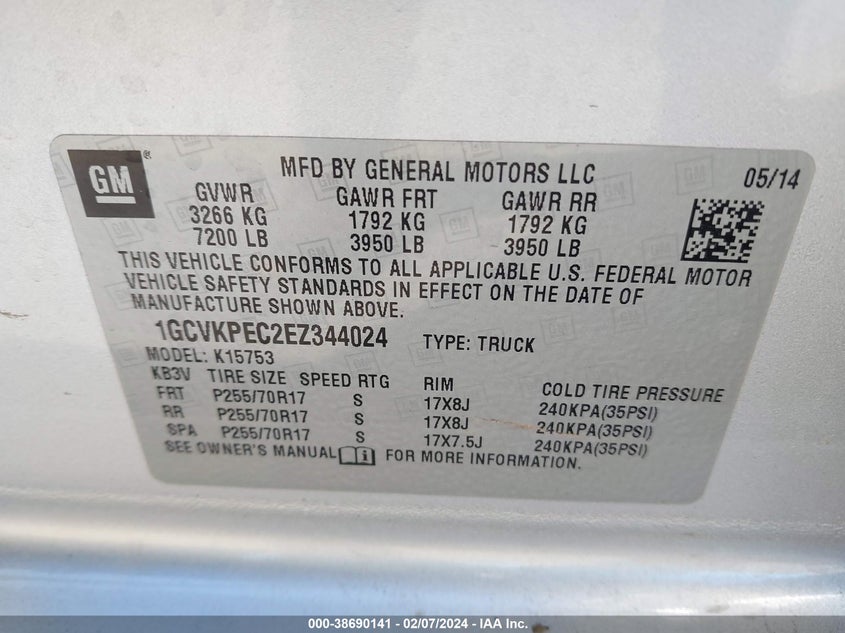 GM®
MFD BY GENERAL MOTORS LLC 05/14
GVWR GAWR FRT GAWR RR
3266 KG 1792 KG 1792 KG
7200 LB 3950 LB 3950 LB
THIS VEHICLE CONFORMS TO ALL APPLICABLE U.S. FEDERAL MOTOR
VEHICLE SAFETY STANDARDS IN EFFECT ON THE DATE OF
MANUFACTURE SHOWN ABOVE.
1GCVKPEC2EZ344024 TYPE: TRUCK
MODEL: K15753
KB3V TIRE SIZE SPEED RTG RIM COLD TIRE PRESSURE
FRT P255/70R17 S 17X8J 240KPA(35PSI)
RR P255/70R17 S 17X8J 240KPA(35PSI)
SPA P255/70R17 S 17X7.5J 240KPA(35PSI)
SEE OWNER'S MANUAL i FOR MORE INFORMATION.
000-38690141 - 02/07/2024 - IAA Inc.